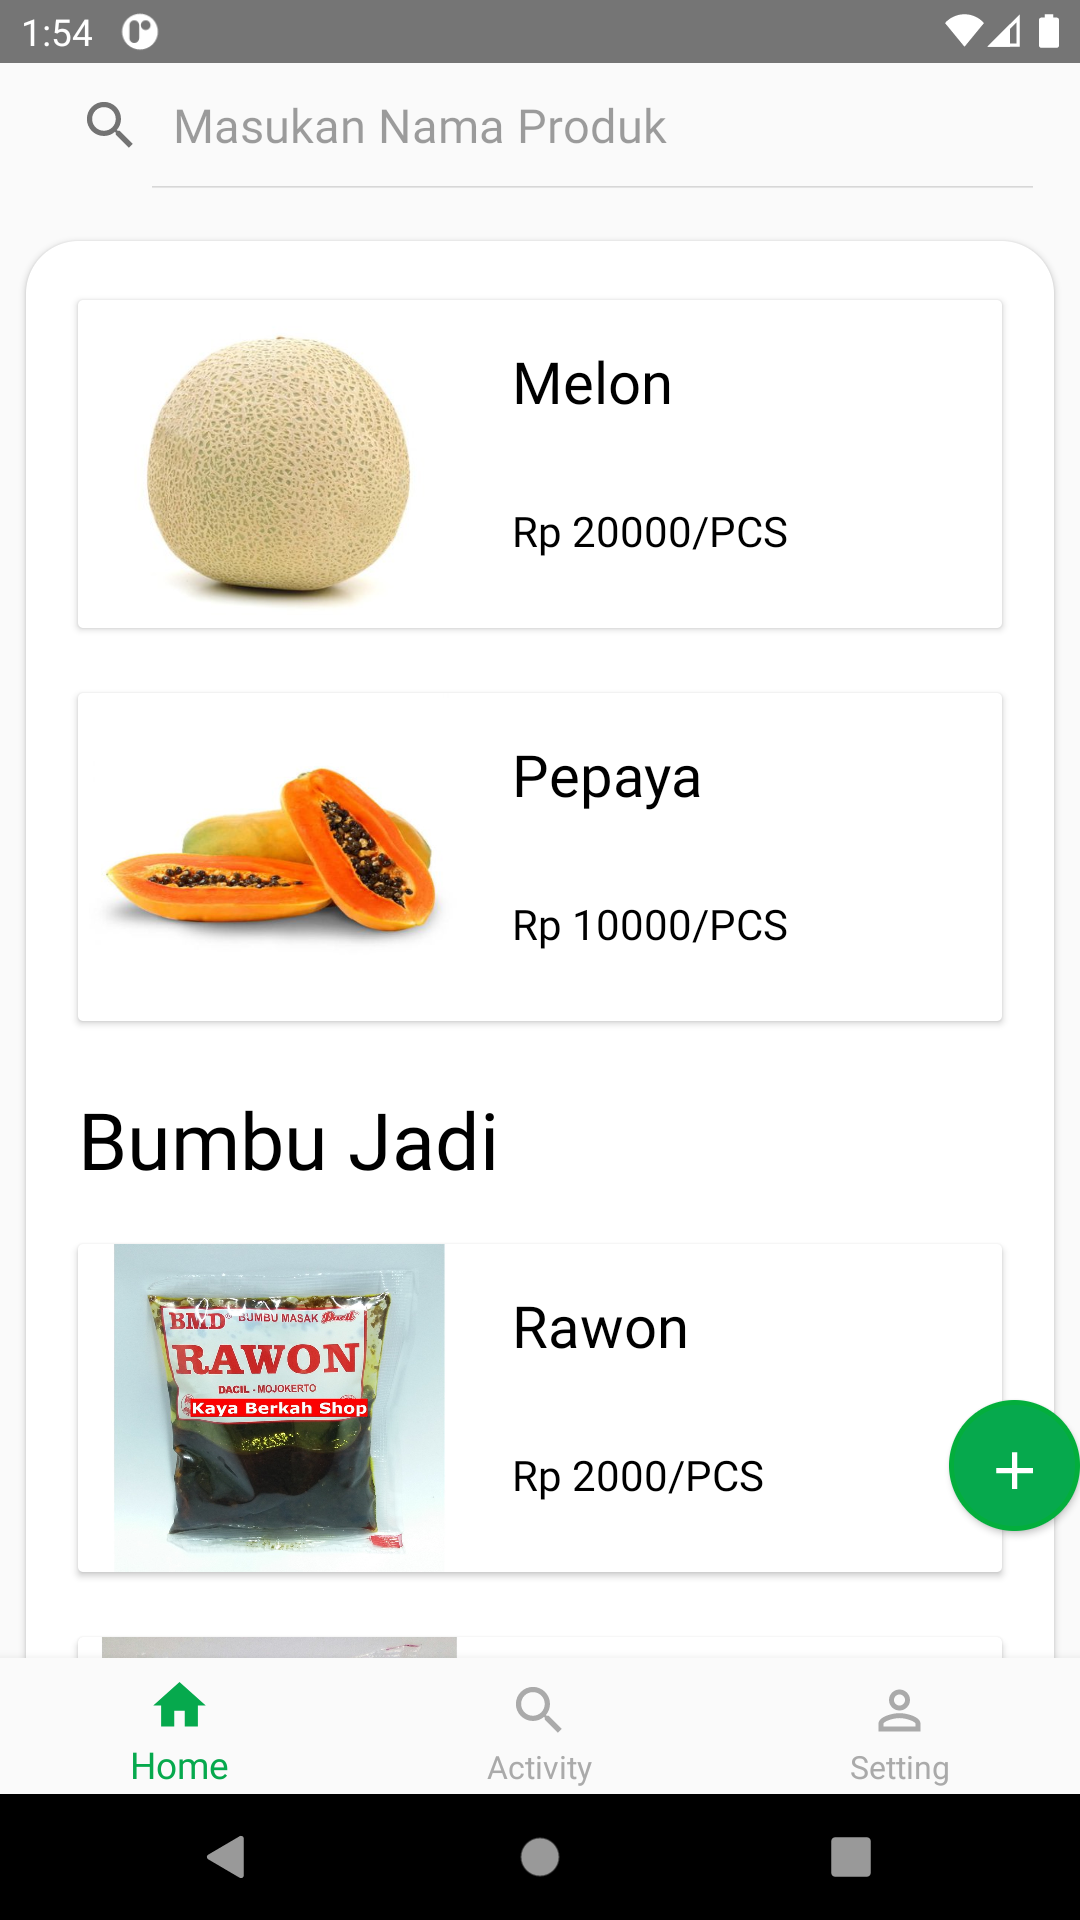 1:54
Masukan Nama Produk
Melon
Rp 20000/PCS
Pepaya
Rp 10000/PCS
Bumbu Jadi
BMD BUMBU MASAK Dacil
RAWON
DACIL - MOJOKERTO
Kaya Berkah Shop
Rawon
Rp 2000/PCS
+
Home
Activity
Setting